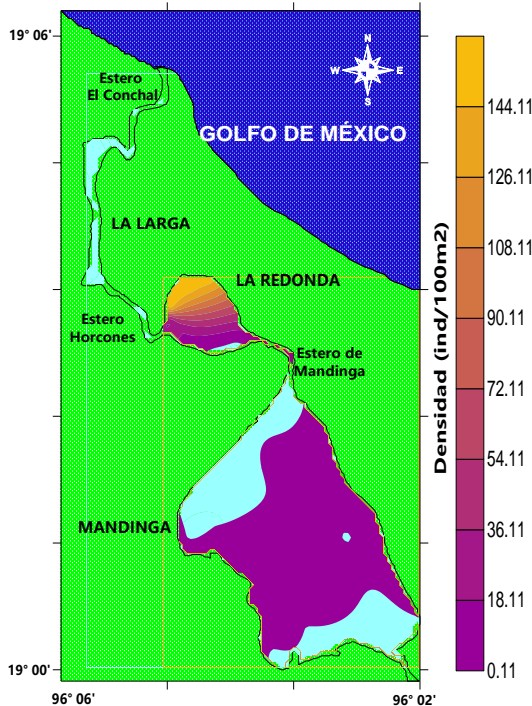 19° 06'
Estero
El Conchal
N
W E
S
GOLFO DE MÉXICO
LA LARGA
LA REDONDA
Estero
Horcones
Estero de
Mandinga
MANDINGA
19° 00'
96° 06'
96° 02'
Densidad (ind/100m2)
144.11
126.11
108.11
90.11
72.11
54.11
36.11
18.11
0.11